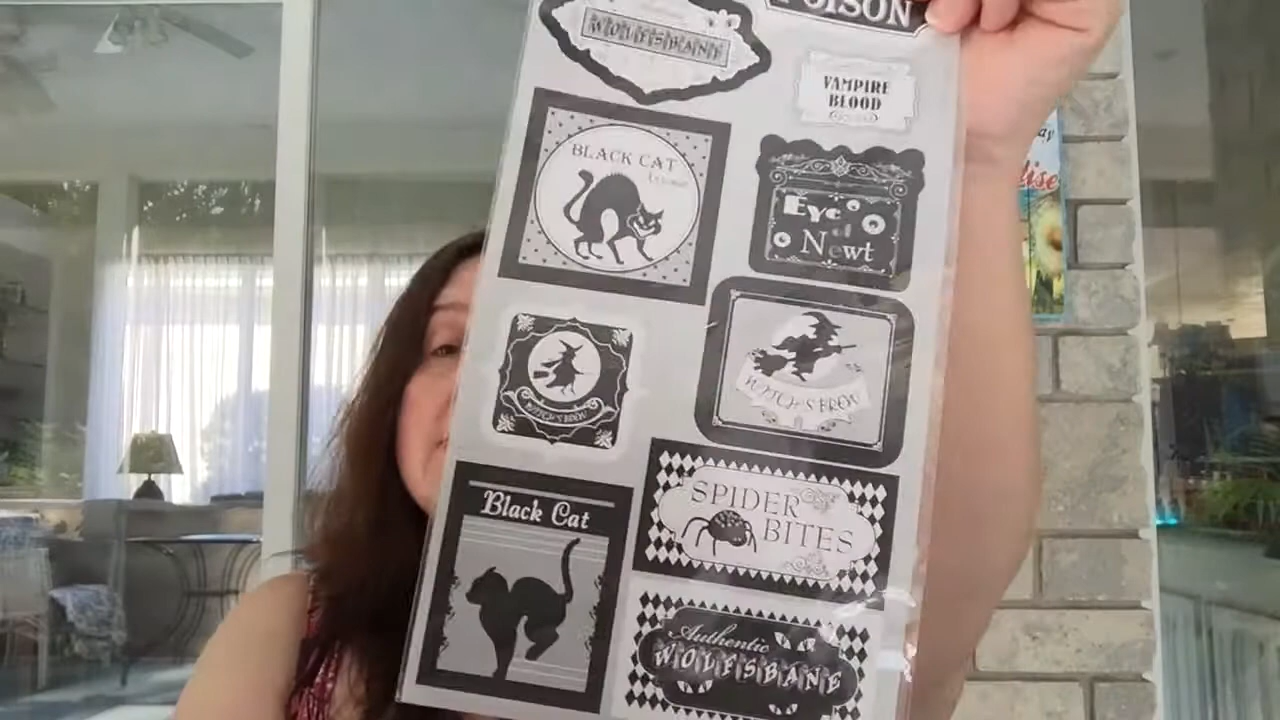 POISON
WOLFSBANE
VAMPIRE
BLOOD
BLACK CAT
Eye
of
Newt
WITCH'S BREW
WITCH'S BREW
Black Cat
SPIDER
BITES
Authentic
WOLFSBANE